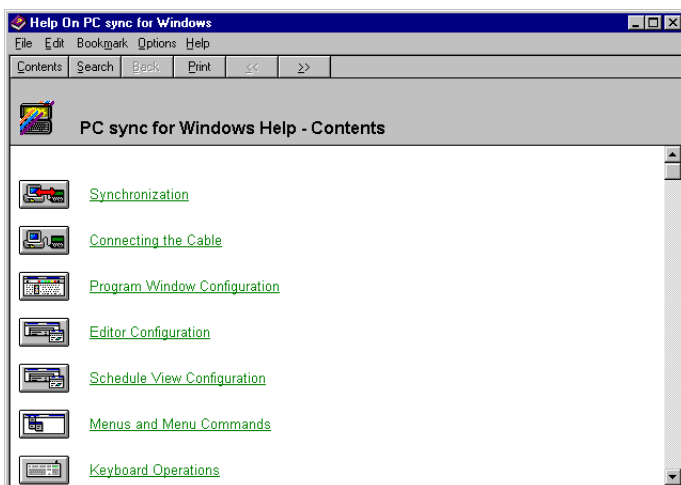 Help On PC sync for Windows
File Edit Bookmark Options Help
Contents Search Back Print << >>
PC sync for Windows Help - Contents
Synchronization
Connecting the Cable
Program Window Configuration
Editor Configuration
Schedule View Configuration
Menus and Menu Commands
Keyboard Operations